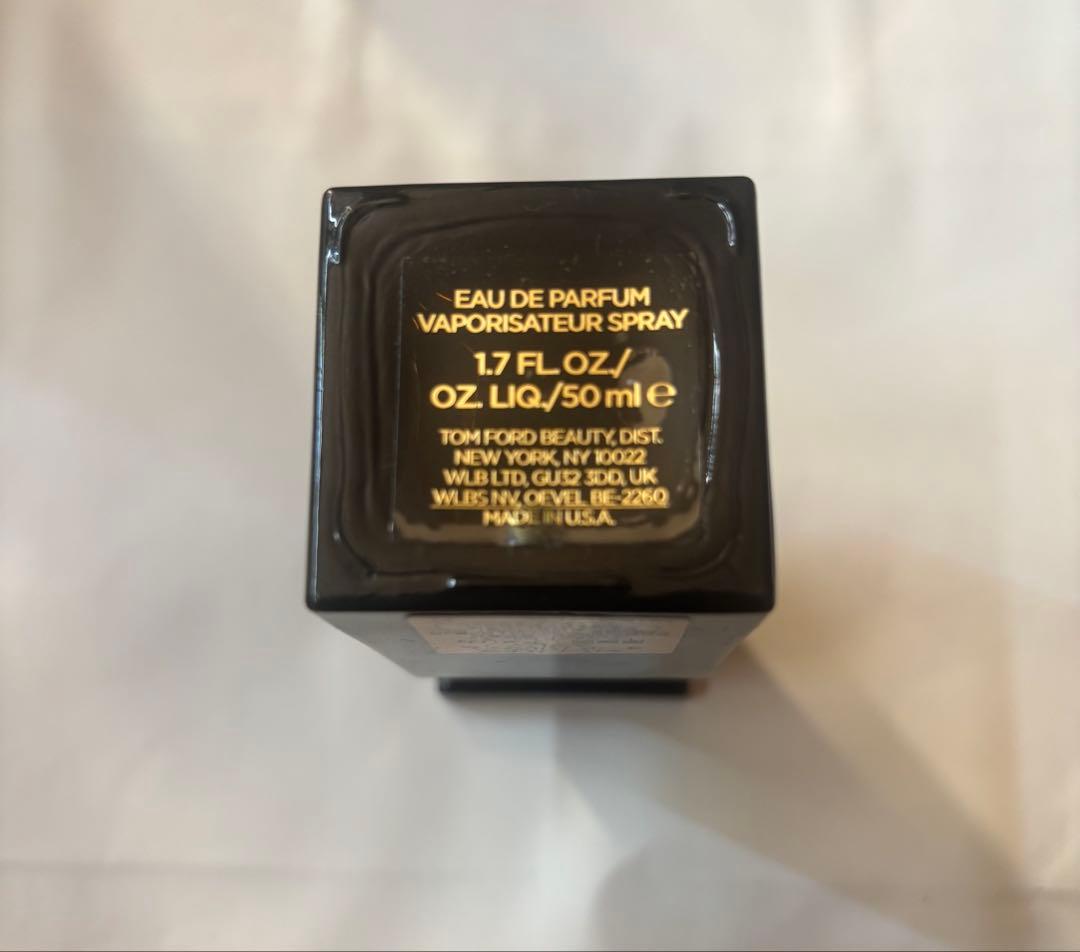 EAU DE PARFUM
VAPORISATEUR SPRAY
1.7 FL. OZ./
OZ. LIQ./50 ml ℮
TOM FORD BEAUTY, DIST.
NEW YORK, NY 10022
WLB LTD, GU32 3DD, UK
WLBS NV, OEVEL BE-2260
MADE IN U.S.A.